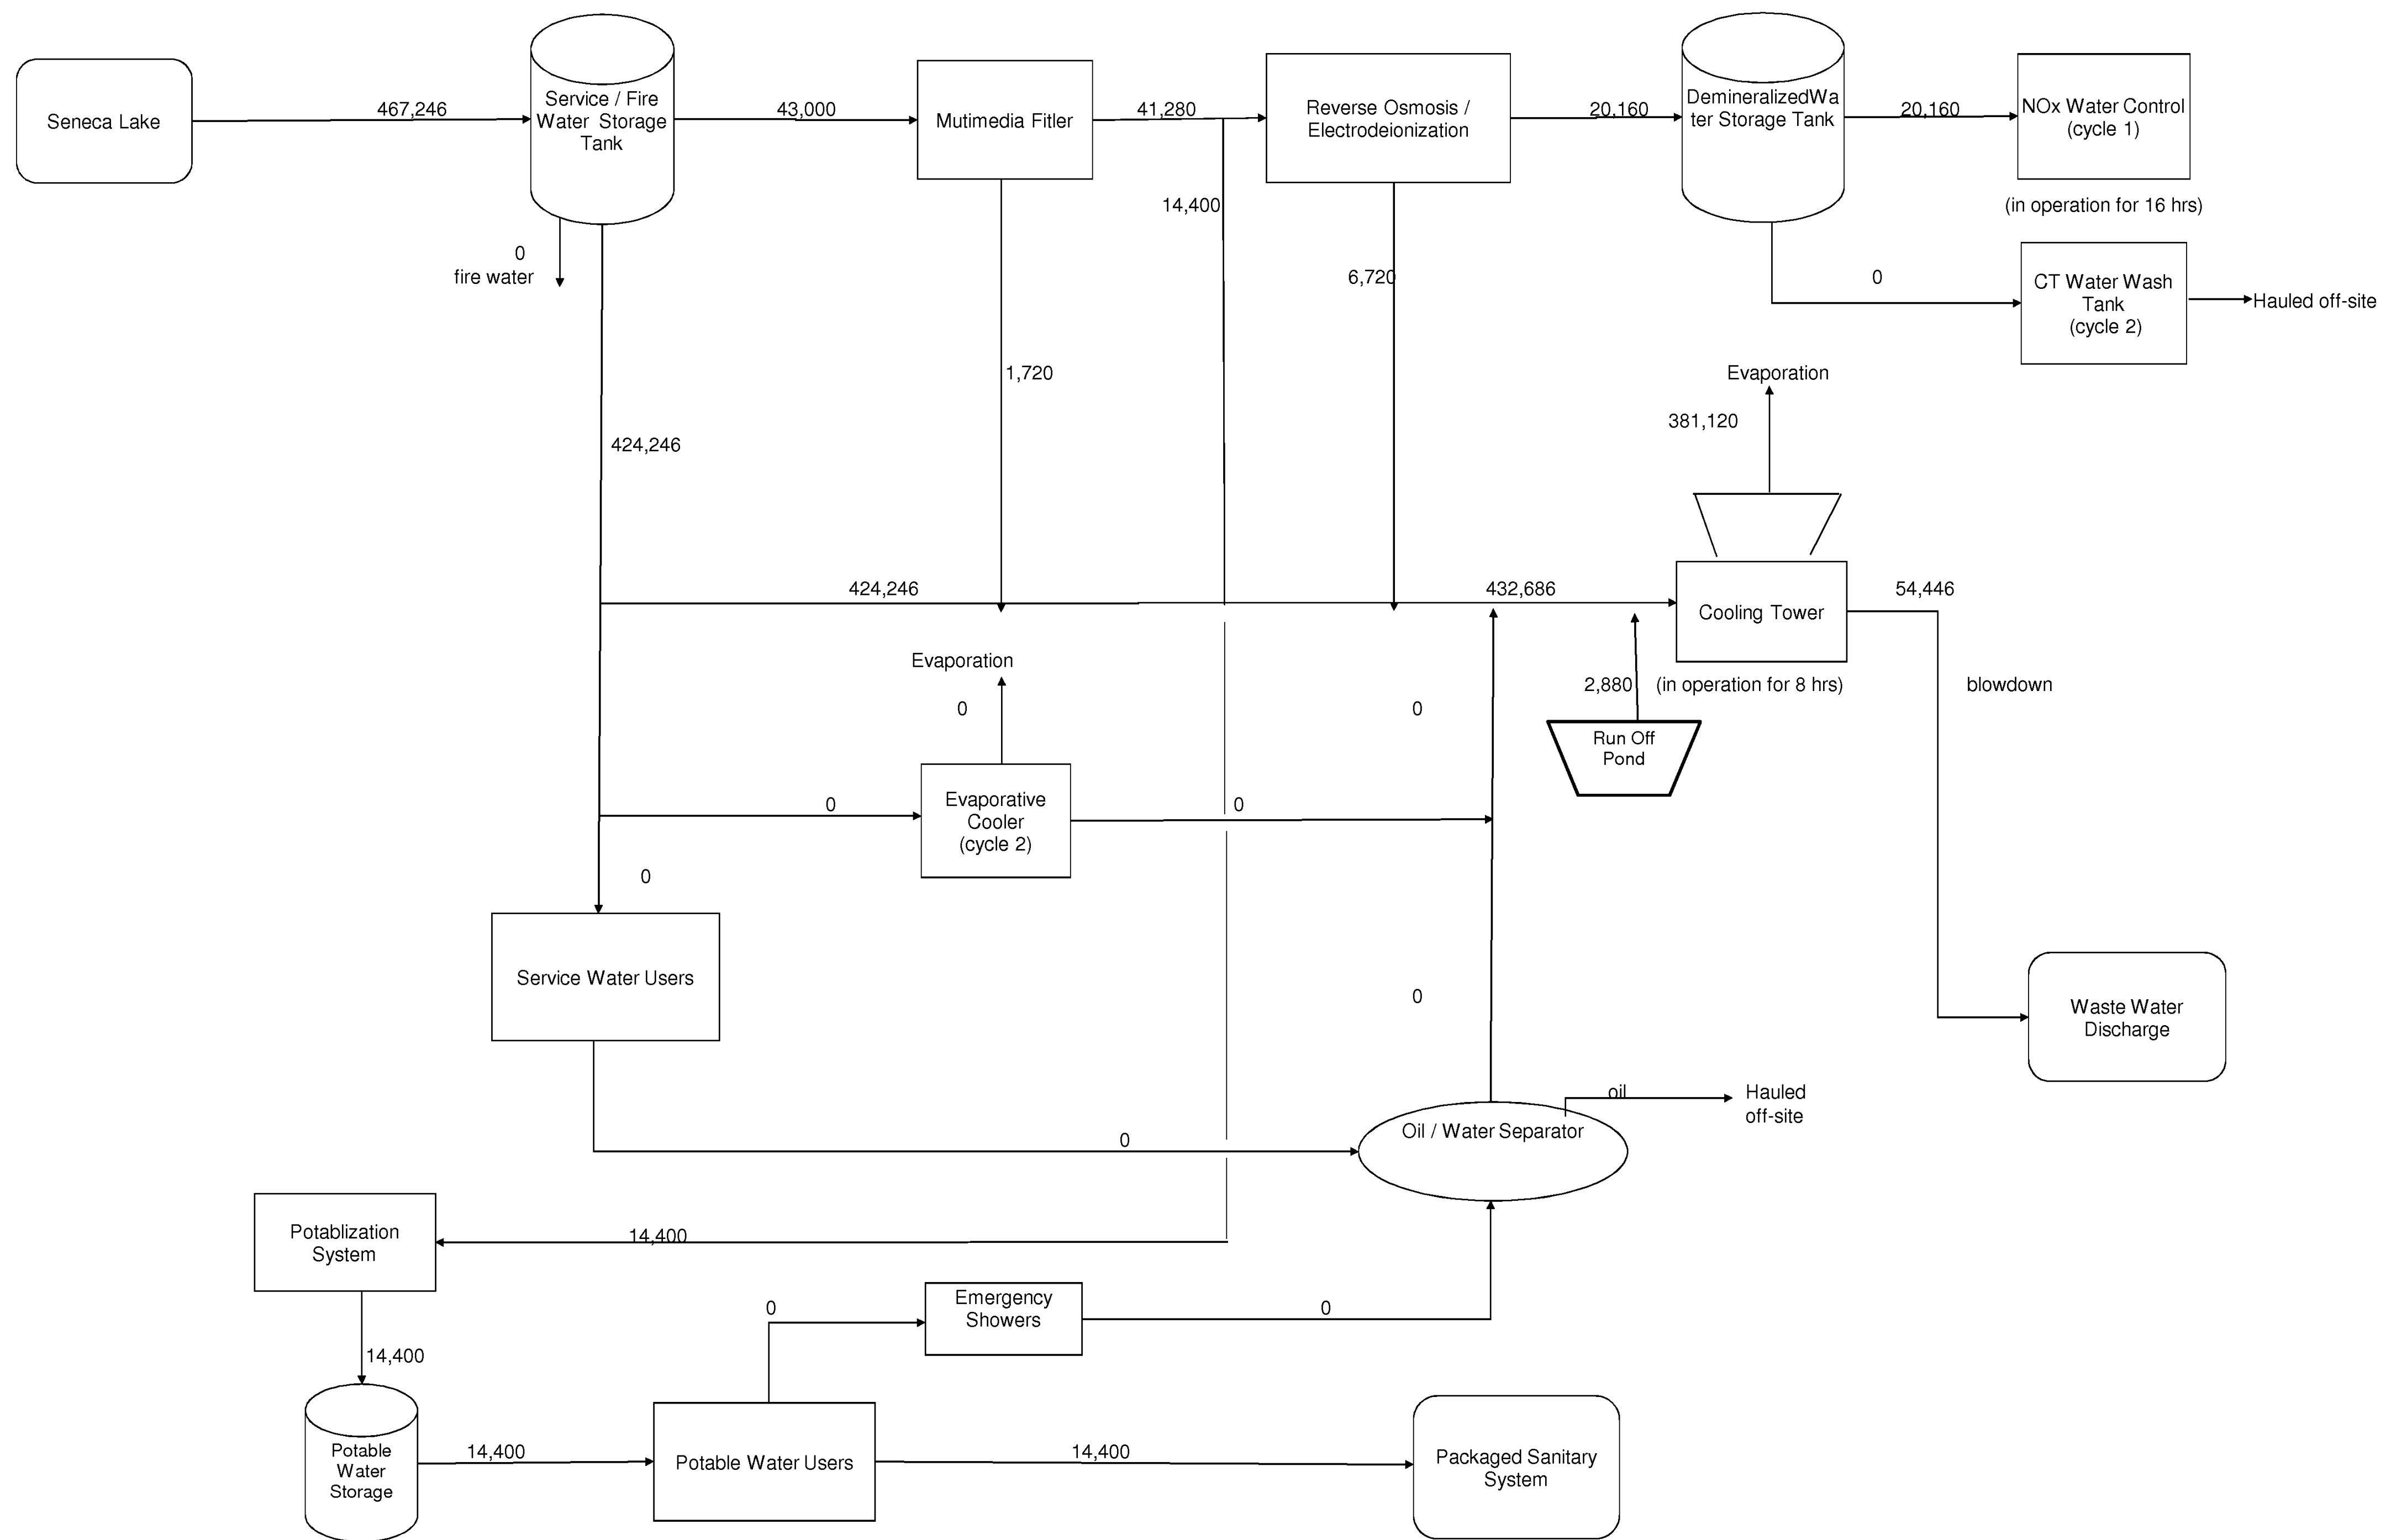 Seneca Lake
467,246
Service / Fire
Water Storage
Tank
43,000
Mutimedia Fitler
41,280
Reverse Osmosis /
Electrodeionization
20,160
DemineralizedWa
ter Storage Tank
20,160
NOx Water Control
(cycle 1)
(in operation for 16 hrs)
0
fire water
14,400
6,720
0
CT Water Wash
Tank
(cycle 2)
Hauled off-site
1,720
Evaporation
381,120
424,246
424,246
432,686
Cooling Tower
54,446
Evaporation
0
0
2,880
(in operation for 8 hrs)
blowdown
Run Off
Pond
0
Evaporative
Cooler
(cycle 2)
0
0
Service Water Users
0
Waste Water
Discharge
oil
Hauled
off-site
Oil / Water Separator
0
Potablization
System
14,400
0
Emergency
Showers
0
14,400
Potable
Water
Storage
14,400
Potable Water Users
14,400
Packaged Sanitary
System